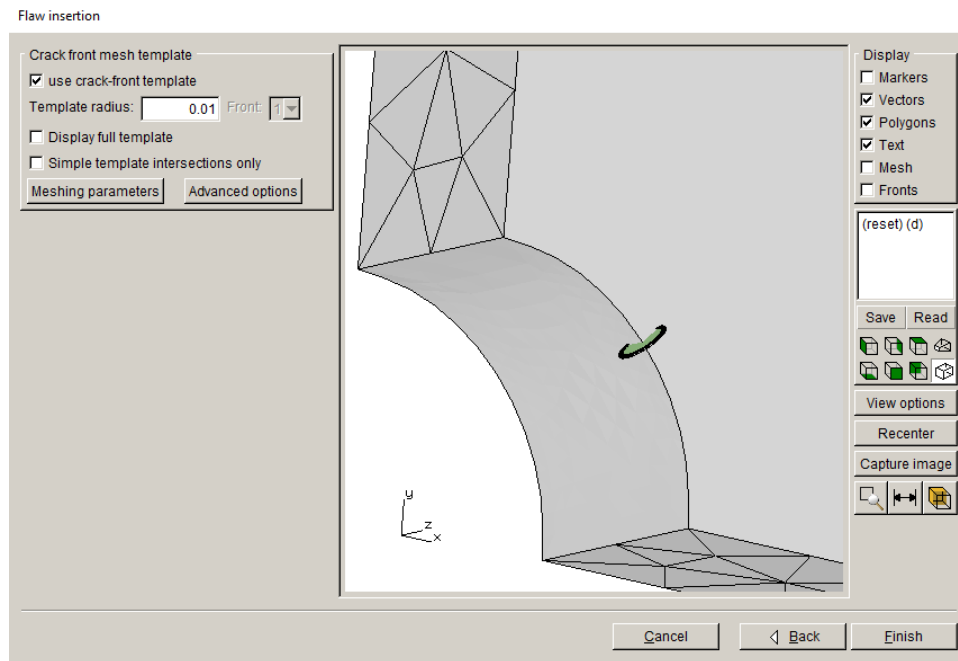 Flaw insertion
Crack front mesh template
use crack-front template
Template radius: 0.01 Front: 1
Display full template
Simple template intersections only
Meshing parameters Advanced options
y
z
x
Display
Markers
Vectors
Polygons
Text
Mesh
Fronts
(reset) (d)
Save Read
View options
Recenter
Capture image
Cancel Back Finish